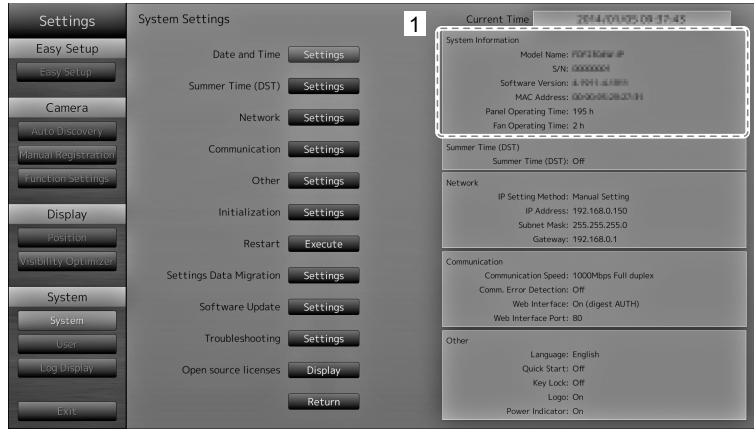 Settings
Easy Setup
Easy Setup
Camera
Auto Discovery
Manual Registration
Function Settings
Display
Position
Visibility Optimizer
System
System
User
Log Display
Exit
System Settings
Date and Time Settings
Summer Time (DST) Settings
Network Settings
Communication Settings
Other Settings
Initialization Settings
Restart Execute
Settings Data Migration Settings
Software Update Settings
Troubleshooting Settings
Open source licenses Display
Return
1
Current Time
System Information
Model Name:
S/N:
Software Version:
MAC Address:
Panel Operating Time: 195 h
Fan Operating Time: 2 h
Summer Time (DST)
Summer Time (DST): Off
Network
IP Setting Method: Manual Setting
IP Address: 192.168.0.150
Subnet Mask: 255.255.255.0
Gateway: 192.168.0.1
Communication
Communication Speed: 1000Mbps Full duplex
Comm. Error Detection: Off
Web Interface: On (digest AUTH)
Web Interface Port: 80
Other
Language: English
Quick Start: Off
Key Lock: Off
Logo: On
Power Indicator: On